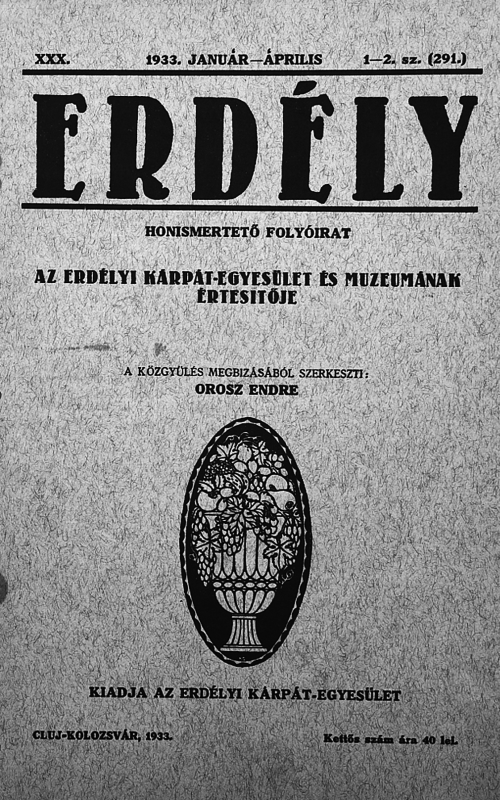 XXX. 1933. JANUÁR—ÁPRILIS 1—2. sz. (291.)
ERDÉLY
HONISMERTETŐ FOLYÓIRAT
AZ ERDÉLYI KÁRPÁT-EGYESÜLET ÉS MUZEUMÁNAK
ÉRTESITŐJE
A KÖZGYÜLÉS MEGBIZÁSÁBÓL SZERKESZTI:
OROSZ ENDRE
KIADJA AZ ERDÉLYI KÁRPÁT-EGYESÜLET
CLUJ-KOLOZSVÁR, 1933. Kettős szám ára 40 lei.